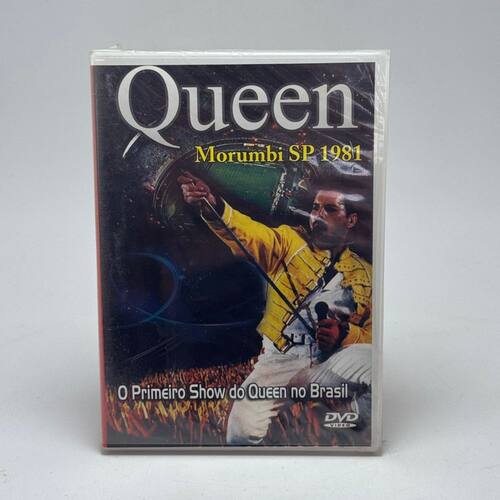 Queen
Morumbi SP 1981
O Primeiro Show do Queen no Brasil
DVD
VIDEO